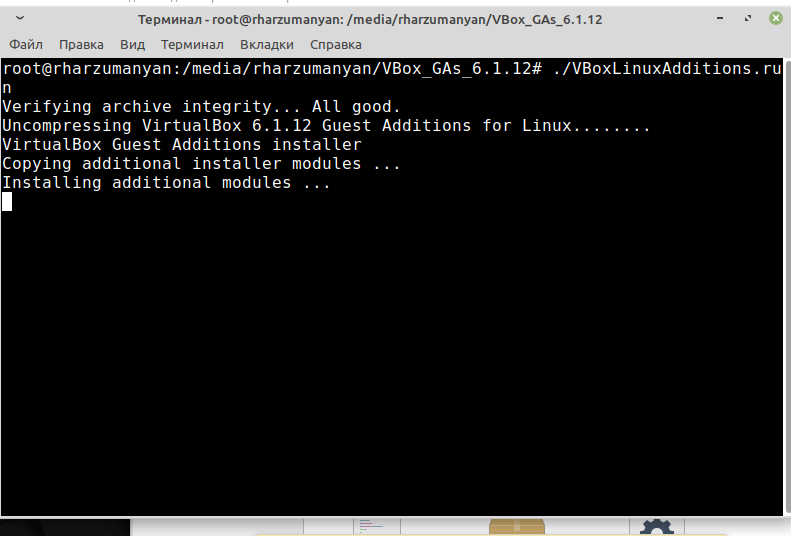 Терминал - root@rharzumanyan: /media/rharzumanyan/VBox_GAs_6.1.12
Файл Правка Вид Терминал Вкладки Справка
root@rharzumanyan:/media/rharzumanyan/VBox_GAs_6.1.12# ./VBoxLinuxAdditions.ru
n
Verifying archive integrity... All good.
Uncompressing VirtualBox 6.1.12 Guest Additions for Linux........
VirtualBox Guest Additions installer
Copying additional installer modules ...
Installing additional modules ...